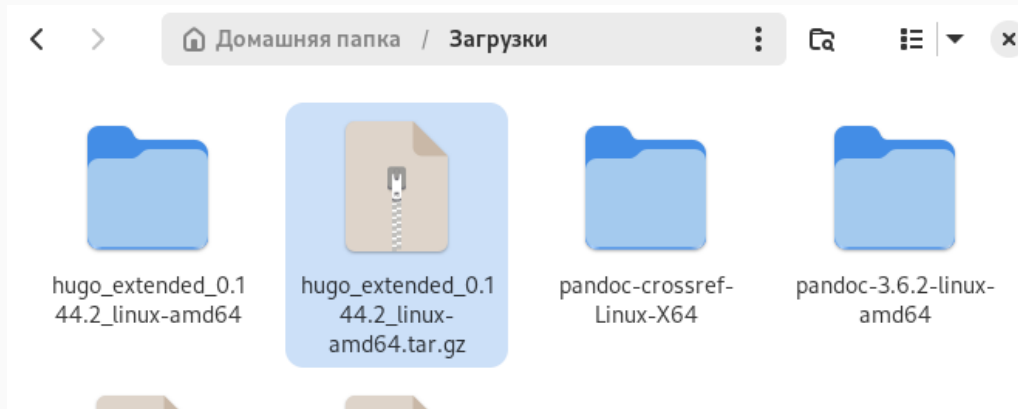 Домашняя папка / Загрузки
hugo_extended_0.1
44.2_linux-amd64
hugo_extended_0.1
44.2_linux-
amd64.tar.gz
pandoc-crossref-
Linux-X64
pandoc-3.6.2-linux-
amd64